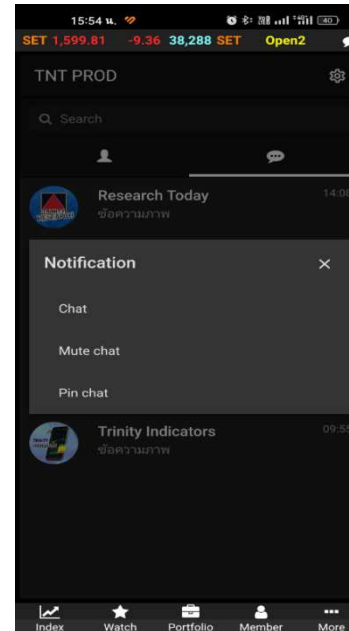 15:54 น.
40
SET 1,599.81 -9.36 38,288 SET Open2
TNT PROD
Search
Research Today 14:08
ข้อความภาพ
Notification ×
Chat
Mute chat
Pin chat
Trinity Indicators 09:55
ข้อความภาพ
Index Watch Portfolio Member More